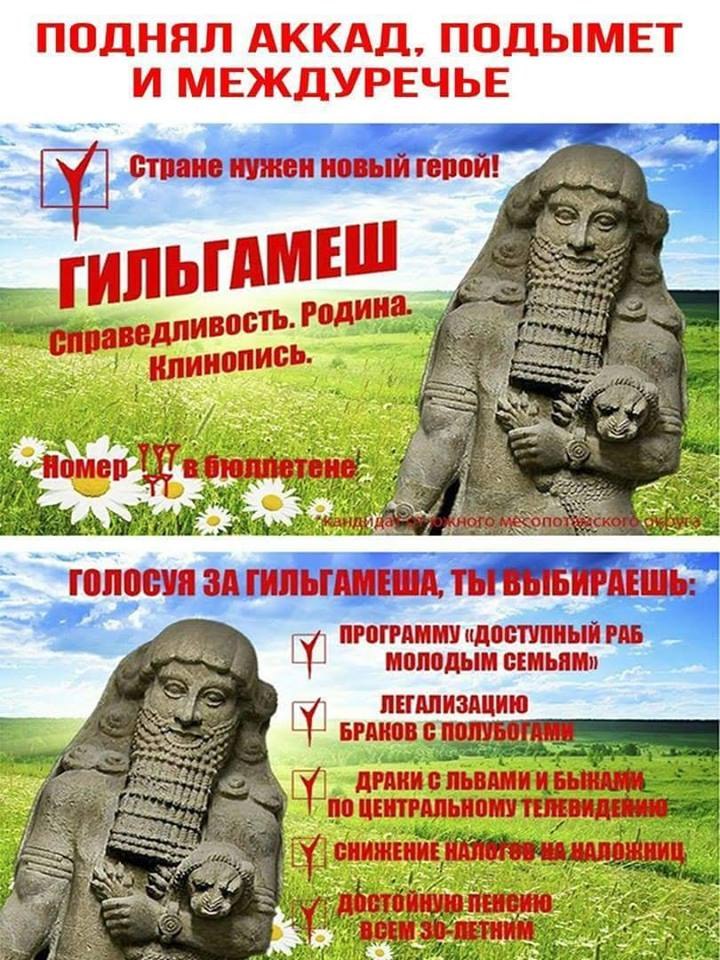 ПОДНЯЛ АККАД, ПОДЫМЕТ
И МЕЖДУРЕЧЬЕ
Стране нужен новый герой!
ГИЛЬГАМЕШ
Справедливость. Родина.
Клинопись.
Номер 𒐚 в бюллетене
*кандидат от южного месопотамского округа
ГОЛОСУЯ ЗА ГИЛЬГАМЕША, ТЫ ВЫБИРАЕШЬ:
ПРОГРАММУ «ДОСТУПНЫЙ РАБ
МОЛОДЫМ СЕМЬЯМ»
ЛЕГАЛИЗАЦИЮ
БРАКОВ С ПОЛУБОГАМИ
ДРАКИ С ЛЬВАМИ И БЫКАМИ
ПО ЦЕНТРАЛЬНОМУ ТЕЛЕВИДЕНИЮ
СНИЖЕНИЕ НАЛОГОВ НА НАЛОЖНИЦ
ДОСТОЙНУЮ ПЕНСИЮ
ВСЕМ 30-ЛЕТНИМ